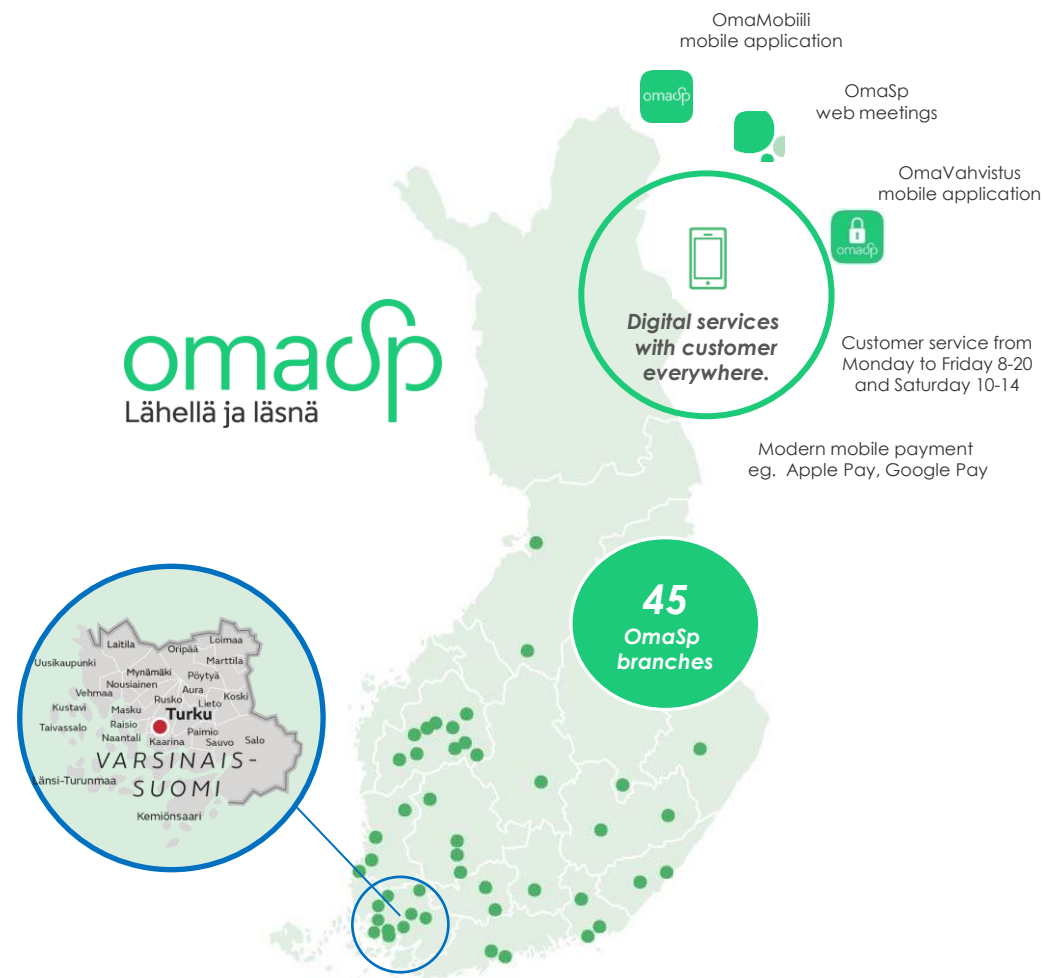 OmaMobiili
mobile application
omaSp
OmaSp
web meetings
OmaVahvistus
mobile application
omaSp
Digital services
with customer
everywhere.
Customer service from
Monday to Friday 8-20
and Saturday 10-14
Modern mobile payment
eg. Apple Pay, Google Pay
omaSp
Lähellä ja läsnä
45
OmaSp
branches
Laitila
Oripää
Loimaa
Uusikaupunki
Marttila
Mynämäki
Pöytyä
Nousiainen
Vehmaa
Aura
Koski
Rusko
Lieto
Kustavi
Masku
Turku
Taivassalo
Raisio
Naantali
Kaarina
Paimio
Sauvo
Salo
VARSINAIS-
SUOMI
Länsi-Turunmaa
Kemiönsaari